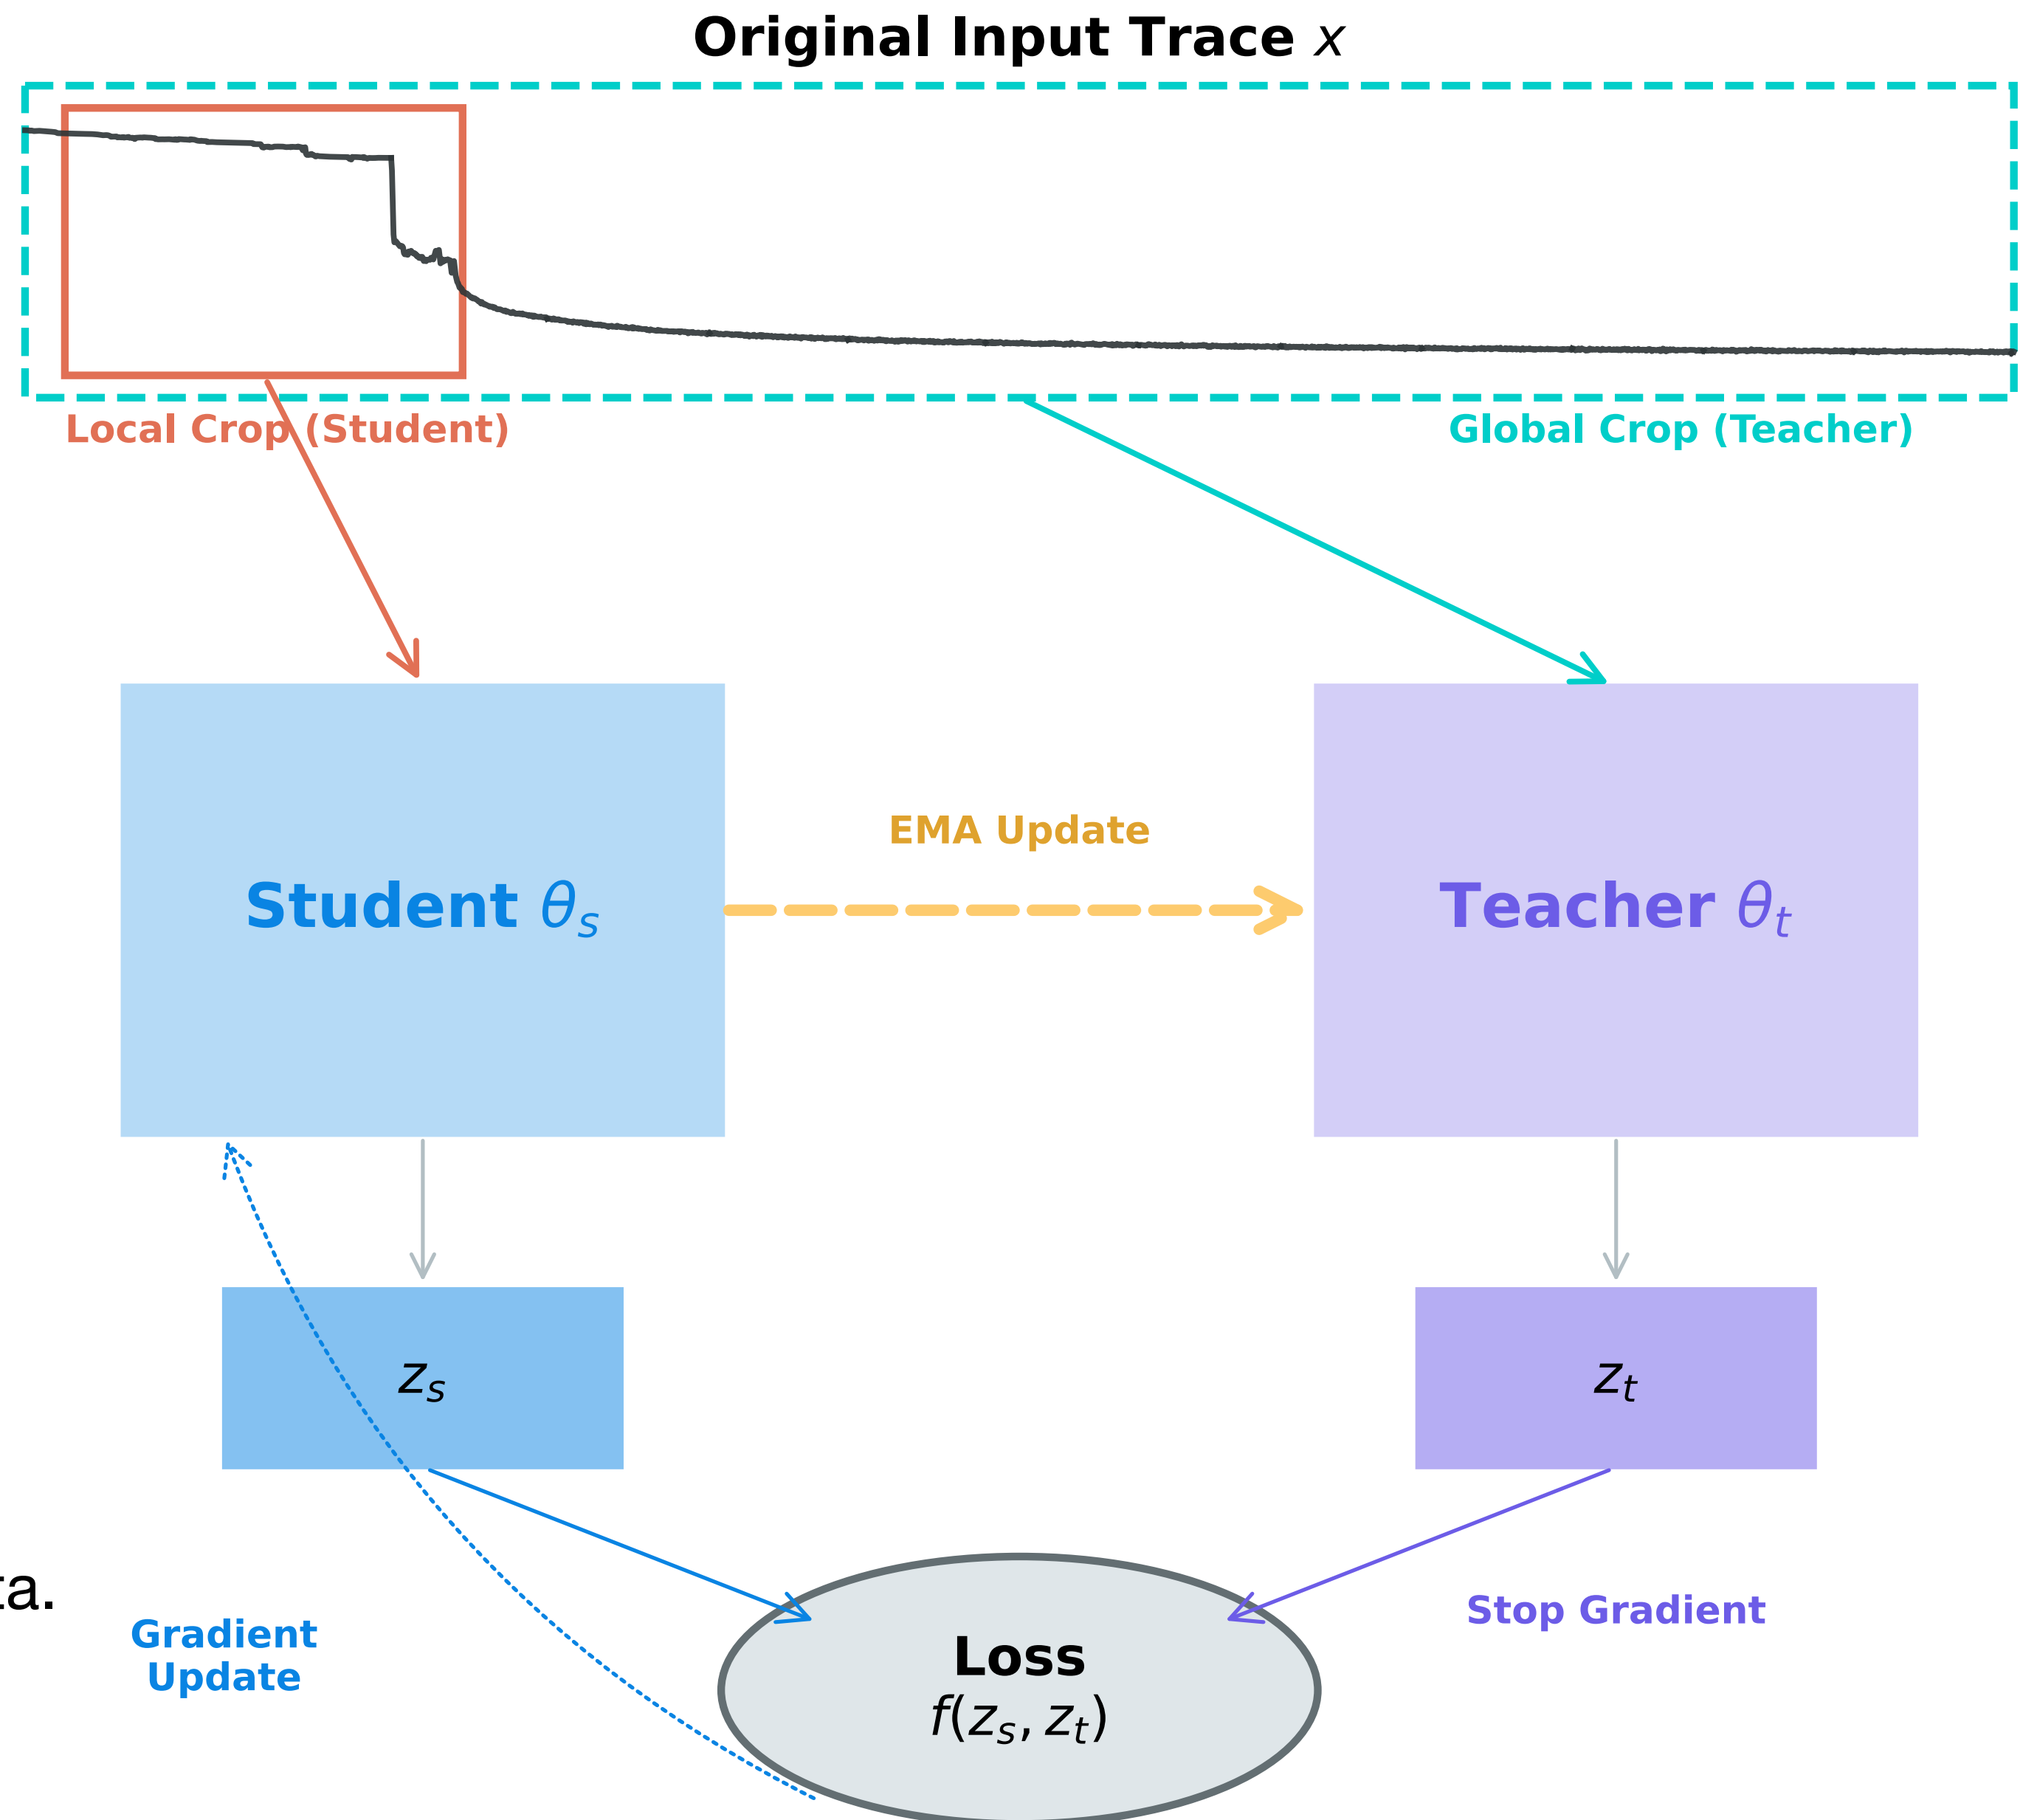 Original Input Trace x
Local Crop (Student)
Global Crop (Teacher)
EMA Update
Student θs
Teacher θt
zs
zt
ta.
Gradient
Update
Stop Gradient
Loss
f(zs, zt)